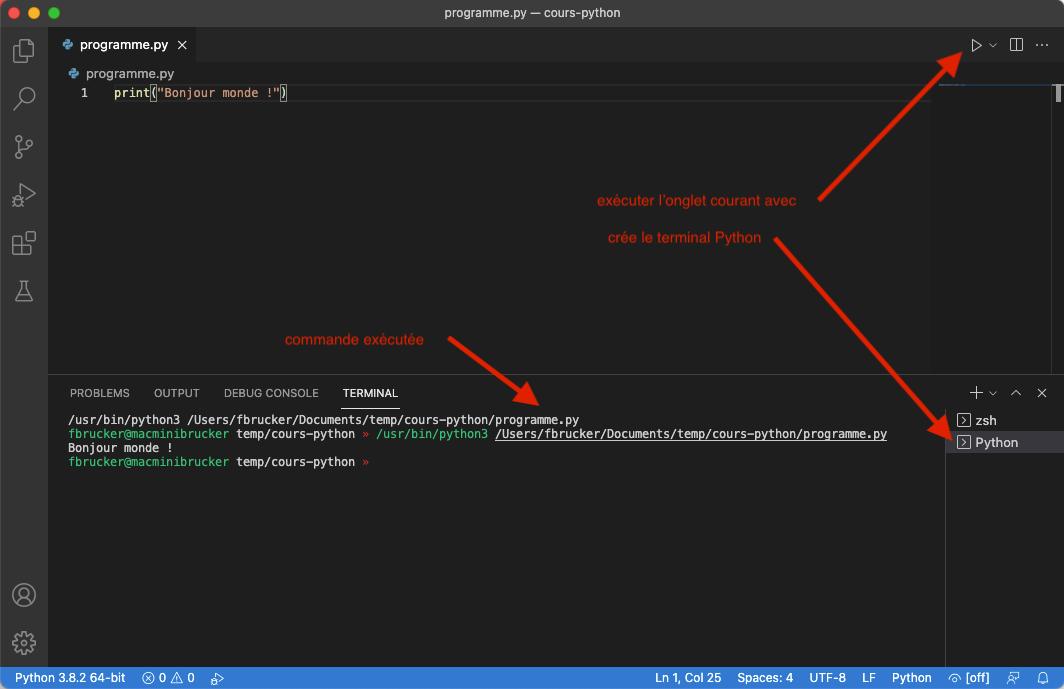 programme.py — cours-python
programme.py
programme.py
1 print("Bonjour monde !")
exécuter l'onglet courant avec
crée le terminal Python
commande exécutée
PROBLEMS OUTPUT DEBUG CONSOLE TERMINAL
/usr/bin/python3 /Users/fbrucker/Documents/temp/cours-python/programme.py
fbrucker@macminibrucker temp/cours-python » /usr/bin/python3 /Users/fbrucker/Documents/temp/cours-python/programme.py
Bonjour monde !
fbrucker@macminibrucker temp/cours-python »
zsh
Python
Python 3.8.2 64-bit 0 0 Ln 1, Col 25 Spaces: 4 UTF-8 LF Python [off]